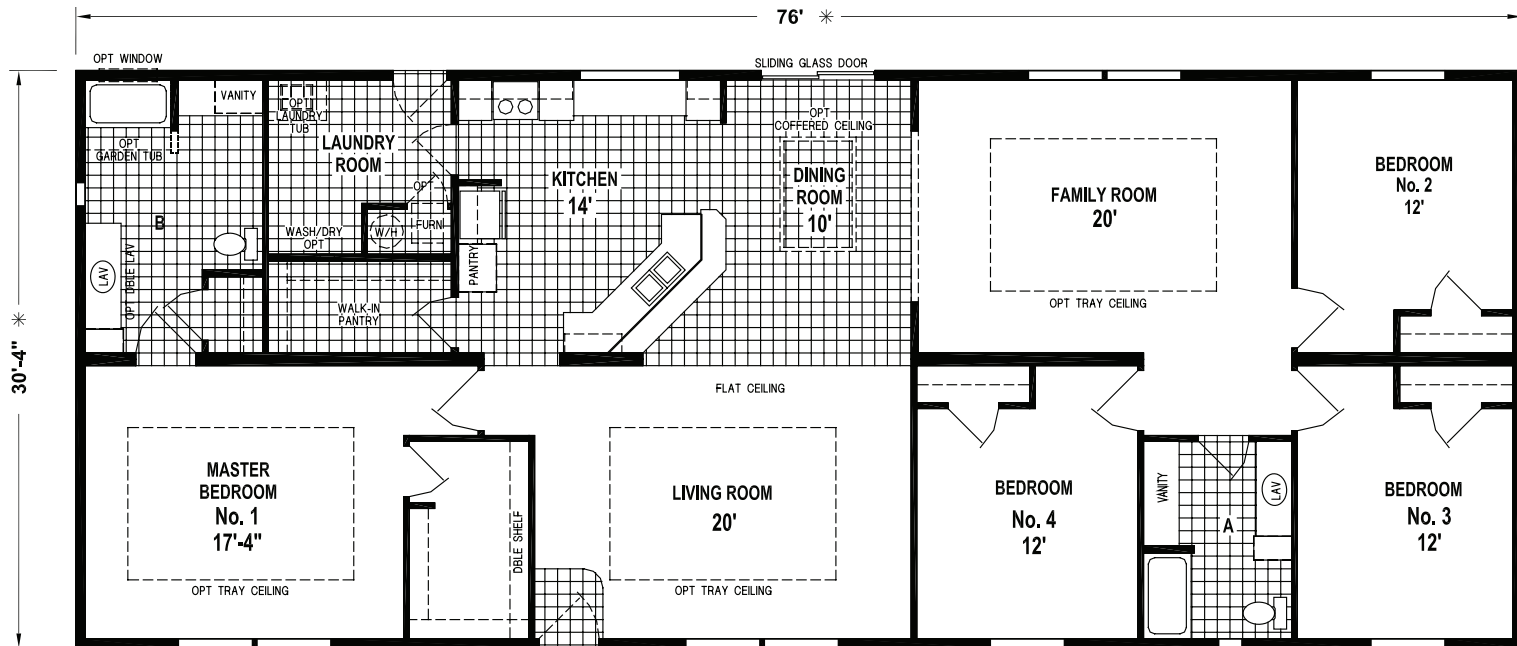 76' ✳
OPT WINDOW
SLIDING GLASS DOOR
30'-4" ✳
VANITY
OPT
GARDEN TUB
B
LAV
OPT DBLE LAV
OPT
LAUNDRY
TUB
LAUNDRY
ROOM
OPT
W/H
FURN
WASH/DRY
OPT
WALK-IN
PANTRY
KITCHEN
14'
PANTRY
OPT
COFFERED CEILING
DINING
ROOM
10'
FAMILY ROOM
20'
OPT TRAY CEILING
BEDROOM
No. 2
12'
MASTER
BEDROOM
No. 1
17'-4"
OPT TRAY CEILING
DBLE SHELF
FLAT CEILING
LIVING ROOM
20'
OPT TRAY CEILING
BEDROOM
No. 4
12'
VANITY
A
LAV
BEDROOM
No. 3
12'